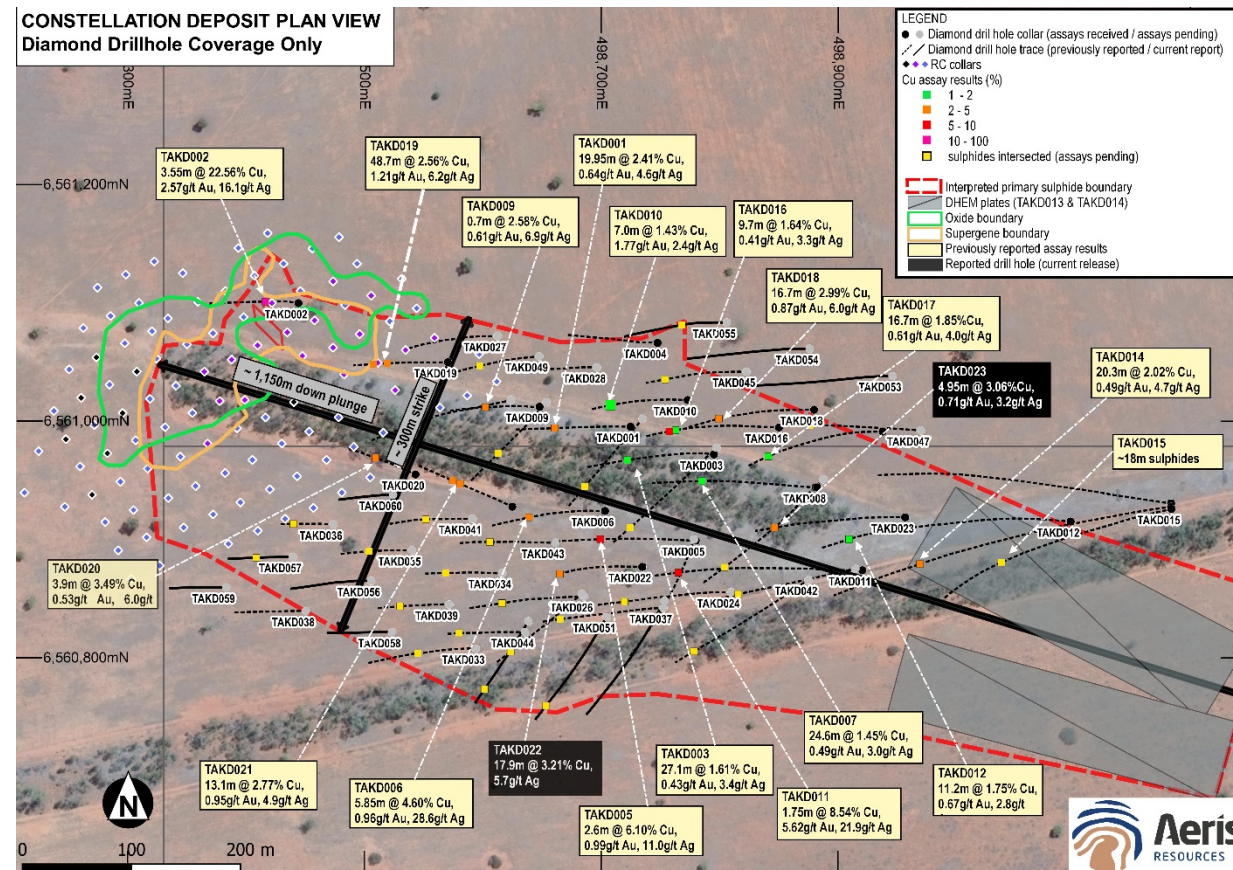 CONSTELLATION DEPOSIT PLAN VIEW
Diamond Drillhole Coverage Only
LEGEND
Diamond dril hole collar (assays received / assays pending)
Diamond drill hole trace (previously reported / current report)
RC collars
Cu assay results (%)
1 - 2
2 - 5
5 - 10
10 - 100
sulphides intersected (assays pending)
Interpreted primary sulphide boundary
DHEM plates (TAKD013 & TAKD014)
Oxide boundary
Supergene boundary
Previously reported assay results
Reported drill hole (current release)
300mE
500mE
498,700mE
498,900mE
6,561,200mN
6,561,000mN
6,560,800mN
TAKD002
3.55m @ 22.56% Cu,
2.57g/t Au, 16.1g/t Ag
TAKD019
48.7m @ 2.56% Cu,
1.21g/t Au, 6.2g/t Ag
TAKD001
19.95m @ 2.41% Cu,
0.64g/t Au, 4.6g/t Ag
TAKD009
0.7m @ 2.58% Cu,
0.61g/t Au, 6.9g/t Ag
TAKD010
7.0m @ 1.43% Cu,
1.77g/t Au, 2.4g/t Ag
TAKD016
9.7m @ 1.64% Cu,
0.41g/t Au, 3.3g/t Ag
TAKD018
16.7m @ 2.99% Cu,
0.87g/t Au, 6.0g/t Ag
TAKD017
16.7m @ 1.85%Cu,
0.51g/t Au, 4.0g/t Ag
TAKD023
4.95m @ 3.06%Cu,
0.71g/t Au, 3.2g/t Ag
TAKD014
20.3m @ 2.02% Cu,
0.49g/t Au, 4.7g/t Ag
TAKD015
~18m sulphides
TAKD002
TAKD027
TAKD004
TAKD055
TAKD054
TAKD019
TAKD049
TAKD028
TAKD045
TAKD053
~ 1,150m down plunge
~ 300m strike
TAKD009
TAKD010
TAKD018
TAKD001
TAKD016
TAKD047
TAKD003
TAKD020
TAKD008
TAKD060
TAKD006
TAKD023
TAKD015
TAKD036
TAKD041
TAKD012
TAKD043
TAKD005
TAKD057
TAKD035
TAKD034
TAKD022
TAKD011
TAKD059
TAKD056
TAKD042
TAKD026
TAKD024
TAKD038
TAKD039
TAKD051
TAKD037
TAKD058
TAKD044
TAKD033
TAKD020
3.9m @ 3.49% Cu,
0.53g/t Au, 6.0g/t
TAKD021
13.1m @ 2.77% Cu,
0.95g/t Au, 4.9g/t Ag
TAKD006
5.85m @ 4.60% Cu,
0.96g/t Au, 28.6g/t Ag
TAKD022
17.9m @ 3.21% Cu,
5.7g/t Ag
TAKD005
2.6m @ 6.10% Cu,
0.99g/t Au, 11.0g/t Ag
TAKD003
27.1m @ 1.61% Cu,
0.43g/t Au, 3.4g/t Ag
TAKD007
24.6m @ 1.45% Cu,
0.49g/t Au, 3.0g/t Ag
TAKD011
1.75m @ 8.54% Cu,
5.62g/t Au, 21.9g/t Ag
TAKD012
11.2m @ 1.75% Cu,
0.67g/t Au, 2.8g/t
N
0 100 200 m
Aeris
RESOURCES